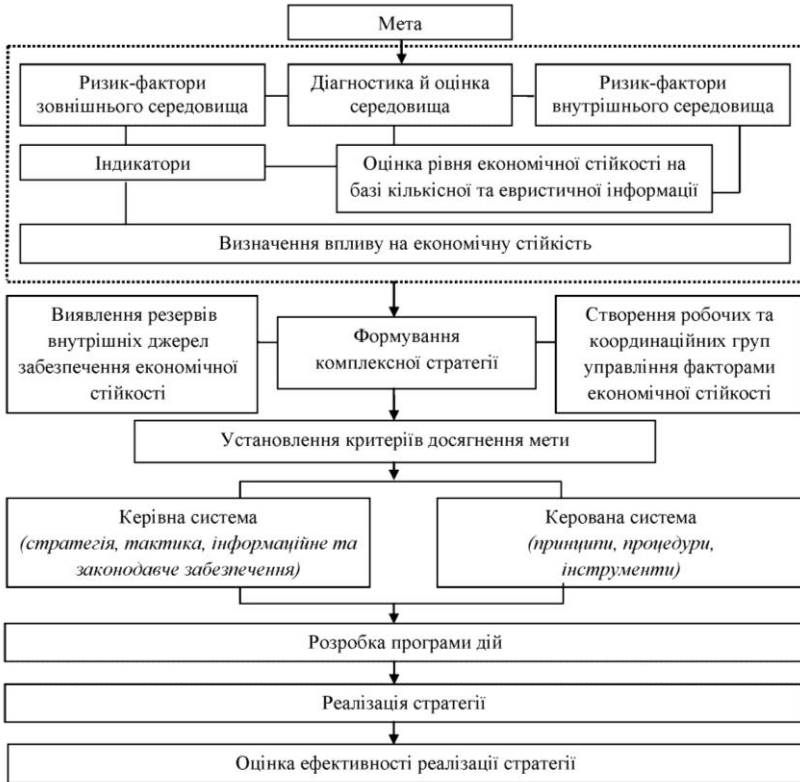 Мета
Ризик-фактори
зовнішнього середовища
Діагностика й оцінка
середовища
Ризик-фактори
внутрішнього середовища
Індикатори
Оцінка рівня економічної стійкості на
базі кількісної та евристичної інформації
Визначення впливу на економічну стійкість
Виявлення резервів
внутрішніх джерел
забезпечення економічної
стійкості
Формування
комплексної стратегії
Створення робочих та
координаційних груп
управління факторами
економічної стійкості
Установлення критеріїв досягнення мети
Керівна система
(стратегія, тактика, інформаційне та
законодавче забезпечення)
Керована система
(принципи, процедури,
інструменти)
Розробка програми дій
Реалізація стратегії
Оцінка ефективності реалізації стратегії